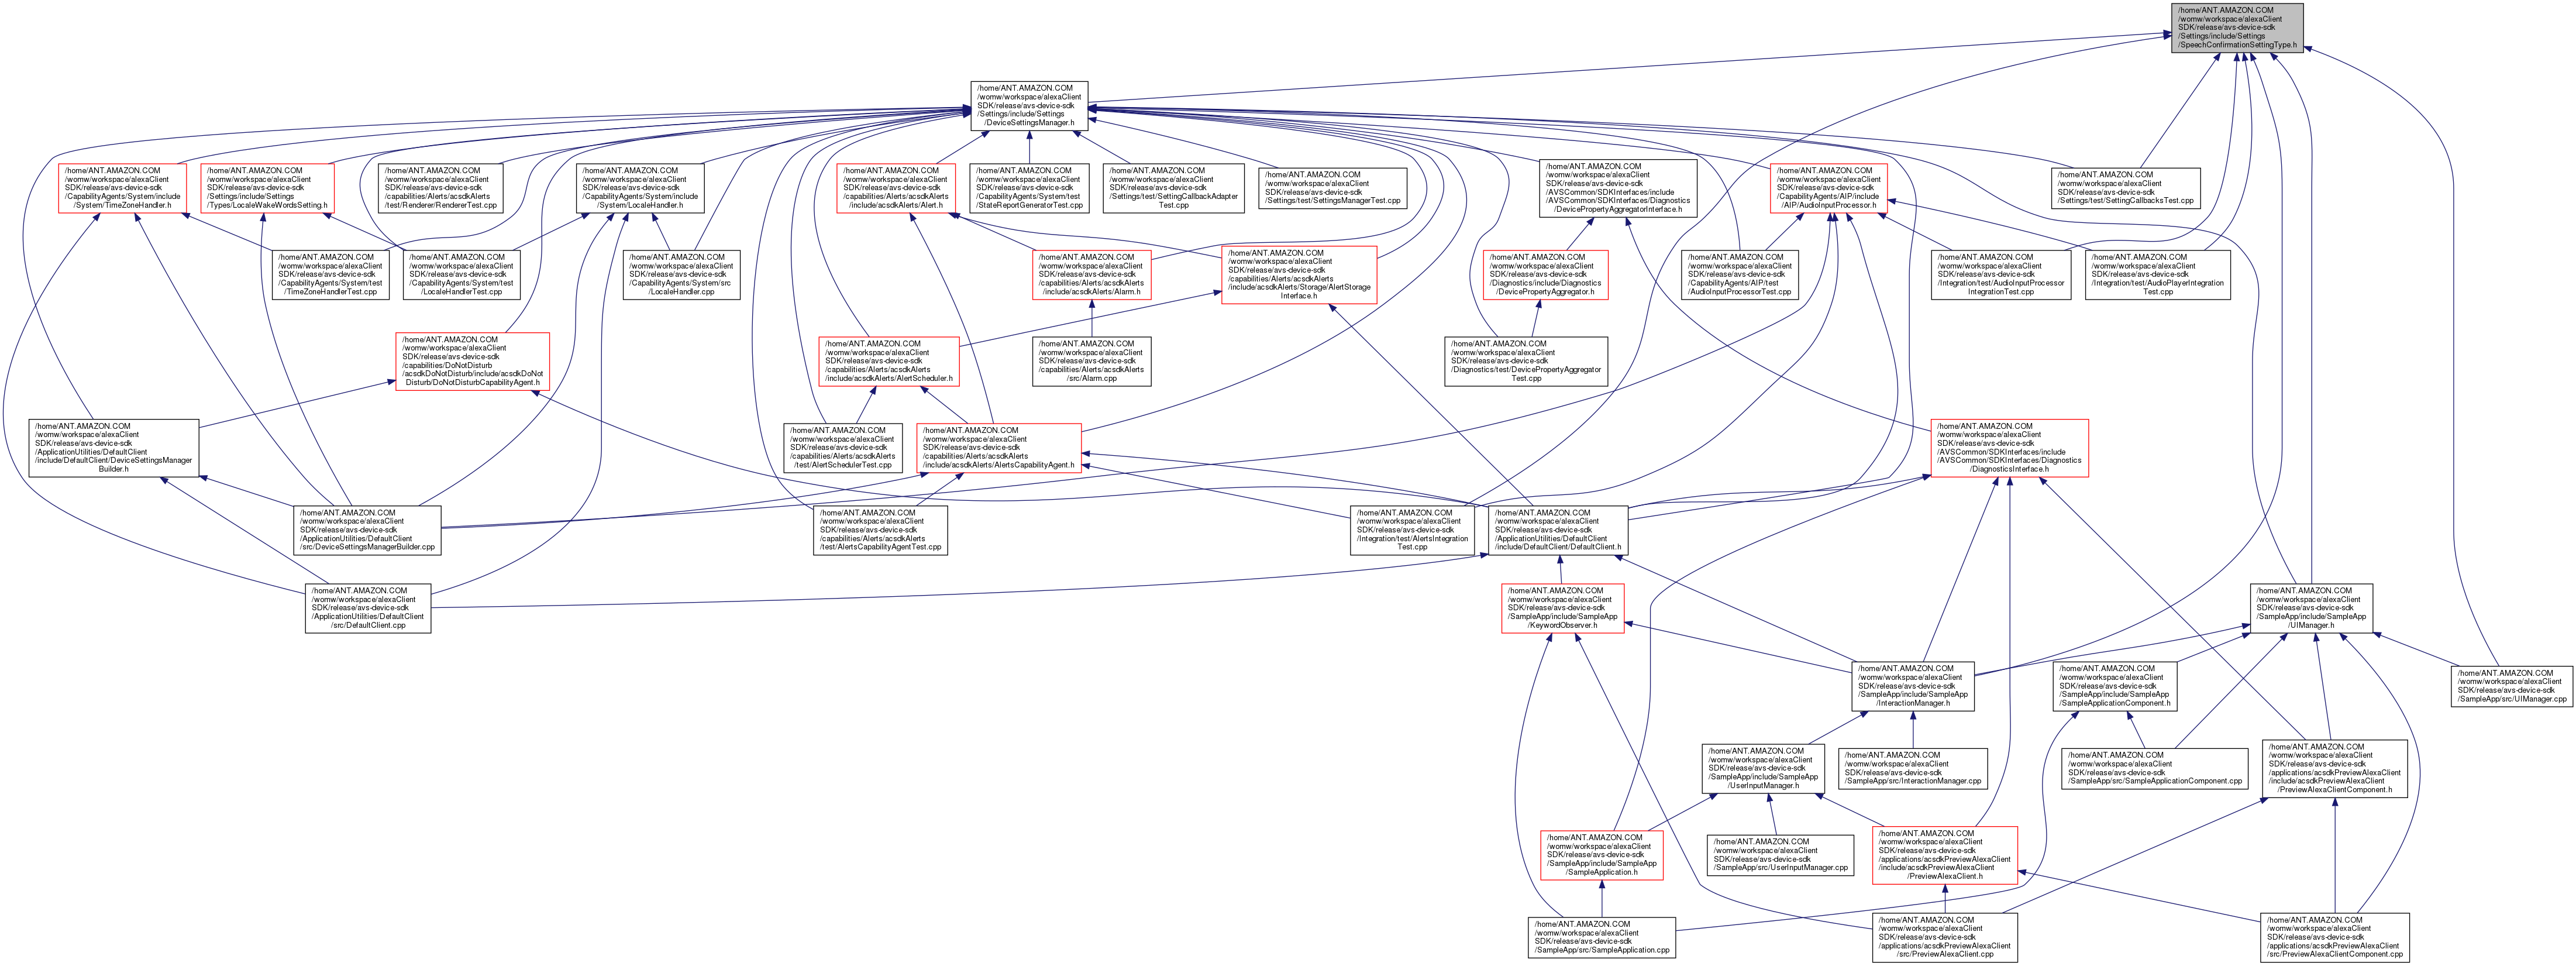 /home/ANT.AMAZON.COM
/womw/workspace/alexaClient
SDK/release/avs-device-sdk
/Settings/include/Settings
/SpeechConfirmationSettingType.h
/home/ANT.AMAZON.COM
/womw/workspace/alexaClient
SDK/release/avs-device-sdk
/Settings/include/Settings
/DeviceSettingsManager.h
/home/ANT.AMAZON.COM
/womw/workspace/alexaClient
SDK/release/avs-device-sdk
/CapabilityAgents/System/include
/System/TimeZoneHandler.h
/home/ANT.AMAZON.COM
/womw/workspace/alexaClient
SDK/release/avs-device-sdk
/Settings/include/Settings
/Types/LocaleWakeWordsSetting.h
/home/ANT.AMAZON.COM
/womw/workspace/alexaClient
SDK/release/avs-device-sdk
/capabilities/Alerts/acsdkAlerts
/test/Renderer/RendererTest.cpp
/home/ANT.AMAZON.COM
/womw/workspace/alexaClient
SDK/release/avs-device-sdk
/CapabilityAgents/System/include
/System/LocaleHandler.h
/home/ANT.AMAZON.COM
/womw/workspace/alexaClient
SDK/release/avs-device-sdk
/capabilities/Alerts/acsdkAlerts
/include/acsdkAlerts/Alert.h
/home/ANT.AMAZON.COM
/womw/workspace/alexaClient
SDK/release/avs-device-sdk
/CapabilityAgents/System/test
/StateReportGeneratorTest.cpp
/home/ANT.AMAZON.COM
/womw/workspace/alexaClient
SDK/release/avs-device-sdk
/Settings/test/SettingCallbackAdapter
Test.cpp
/home/ANT.AMAZON.COM
/womw/workspace/alexaClient
SDK/release/avs-device-sdk
/Settings/test/SettingsManagerTest.cpp
/home/ANT.AMAZON.COM
/womw/workspace/alexaClient
SDK/release/avs-device-sdk
/AVSCommon/SDKInterfaces/include
/AVSCommon/SDKInterfaces/Diagnostics
/DevicePropertyAggregatorInterface.h
/home/ANT.AMAZON.COM
/womw/workspace/alexaClient
SDK/release/avs-device-sdk
/CapabilityAgents/AIP/include
/AIP/AudioInputProcessor.h
/home/ANT.AMAZON.COM
/womw/workspace/alexaClient
SDK/release/avs-device-sdk
/Settings/test/SettingCallbacksTest.cpp
/home/ANT.AMAZON.COM
/womw/workspace/alexaClient
SDK/release/avs-device-sdk
/CapabilityAgents/System/test
/TimeZoneHandlerTest.cpp
/home/ANT.AMAZON.COM
/womw/workspace/alexaClient
SDK/release/avs-device-sdk
/CapabilityAgents/System/test
/LocaleHandlerTest.cpp
/home/ANT.AMAZON.COM
/womw/workspace/alexaClient
SDK/release/avs-device-sdk
/CapabilityAgents/System/src
/LocaleHandler.cpp
/home/ANT.AMAZON.COM
/womw/workspace/alexaClient
SDK/release/avs-device-sdk
/capabilities/Alerts/acsdkAlerts
/include/acsdkAlerts/Alarm.h
/home/ANT.AMAZON.COM
/womw/workspace/alexaClient
SDK/release/avs-device-sdk
/capabilities/Alerts/acsdkAlerts
/include/acsdkAlerts/Storage/AlertStorage
Interface.h
/home/ANT.AMAZON.COM
/womw/workspace/alexaClient
SDK/release/avs-device-sdk
/Diagnostics/include/Diagnostics
/DevicePropertyAggregator.h
/home/ANT.AMAZON.COM
/womw/workspace/alexaClient
SDK/release/avs-device-sdk
/CapabilityAgents/AIP/test
/AudioInputProcessorTest.cpp
/home/ANT.AMAZON.COM
/womw/workspace/alexaClient
SDK/release/avs-device-sdk
/Integration/test/AudioInputProcessor
IntegrationTest.cpp
/home/ANT.AMAZON.COM
/womw/workspace/alexaClient
SDK/release/avs-device-sdk
/Integration/test/AudioPlayerIntegration
Test.cpp
/home/ANT.AMAZON.COM
/womw/workspace/alexaClient
SDK/release/avs-device-sdk
/capabilities/DoNotDisturb
/acsdkDoNotDisturb/include/acsdkDoNot
Disturb/DoNotDisturbCapabilityAgent.h
/home/ANT.AMAZON.COM
/womw/workspace/alexaClient
SDK/release/avs-device-sdk
/capabilities/Alerts/acsdkAlerts
/include/acsdkAlerts/AlertScheduler.h
/home/ANT.AMAZON.COM
/womw/workspace/alexaClient
SDK/release/avs-device-sdk
/capabilities/Alerts/acsdkAlerts
/src/Alarm.cpp
/home/ANT.AMAZON.COM
/womw/workspace/alexaClient
SDK/release/avs-device-sdk
/Diagnostics/test/DevicePropertyAggregator
Test.cpp
/home/ANT.AMAZON.COM
/womw/workspace/alexaClient
SDK/release/avs-device-sdk
/ApplicationUtilities/DefaultClient
/include/DefaultClient/DeviceSettingsManager
Builder.h
/home/ANT.AMAZON.COM
/womw/workspace/alexaClient
SDK/release/avs-device-sdk
/capabilities/Alerts/acsdkAlerts
/test/AlertSchedulerTest.cpp
/home/ANT.AMAZON.COM
/womw/workspace/alexaClient
SDK/release/avs-device-sdk
/capabilities/Alerts/acsdkAlerts
/include/acsdkAlerts/AlertsCapabilityAgent.h
/home/ANT.AMAZON.COM
/womw/workspace/alexaClient
SDK/release/avs-device-sdk
/AVSCommon/SDKInterfaces/include
/AVSCommon/SDKInterfaces/Diagnostics
/DiagnosticsInterface.h
/home/ANT.AMAZON.COM
/womw/workspace/alexaClient
SDK/release/avs-device-sdk
/ApplicationUtilities/DefaultClient
/src/DeviceSettingsManagerBuilder.cpp
/home/ANT.AMAZON.COM
/womw/workspace/alexaClient
SDK/release/avs-device-sdk
/capabilities/Alerts/acsdkAlerts
/test/AlertsCapabilityAgentTest.cpp
/home/ANT.AMAZON.COM
/womw/workspace/alexaClient
SDK/release/avs-device-sdk
/Integration/test/AlertsIntegration
Test.cpp
/home/ANT.AMAZON.COM
/womw/workspace/alexaClient
SDK/release/avs-device-sdk
/ApplicationUtilities/DefaultClient
/include/DefaultClient/DefaultClient.h
/home/ANT.AMAZON.COM
/womw/workspace/alexaClient
SDK/release/avs-device-sdk
/ApplicationUtilities/DefaultClient
/src/DefaultClient.cpp
/home/ANT.AMAZON.COM
/womw/workspace/alexaClient
SDK/release/avs-device-sdk
/SampleApp/include/SampleApp
/KeywordObserver.h
/home/ANT.AMAZON.COM
/womw/workspace/alexaClient
SDK/release/avs-device-sdk
/SampleApp/include/SampleApp
/UIManager.h
/home/ANT.AMAZON.COM
/womw/workspace/alexaClient
SDK/release/avs-device-sdk
/SampleApp/include/SampleApp
/InteractionManager.h
/home/ANT.AMAZON.COM
/womw/workspace/alexaClient
SDK/release/avs-device-sdk
/SampleApp/include/SampleApp
/SampleApplicationComponent.h
/home/ANT.AMAZON.COM
/womw/workspace/alexaClient
SDK/release/avs-device-sdk
/SampleApp/src/UIManager.cpp
/home/ANT.AMAZON.COM
/womw/workspace/alexaClient
SDK/release/avs-device-sdk
/SampleApp/include/SampleApp
/UserInputManager.h
/home/ANT.AMAZON.COM
/womw/workspace/alexaClient
SDK/release/avs-device-sdk
/SampleApp/src/InteractionManager.cpp
/home/ANT.AMAZON.COM
/womw/workspace/alexaClient
SDK/release/avs-device-sdk
/SampleApp/src/SampleApplicationComponent.cpp
/home/ANT.AMAZON.COM
/womw/workspace/alexaClient
SDK/release/avs-device-sdk
/applications/acsdkPreviewAlexaClient
/include/acsdkPreviewAlexaClient
/PreviewAlexaClientComponent.h
/home/ANT.AMAZON.COM
/womw/workspace/alexaClient
SDK/release/avs-device-sdk
/SampleApp/include/SampleApp
/SampleApplication.h
/home/ANT.AMAZON.COM
/womw/workspace/alexaClient
SDK/release/avs-device-sdk
/SampleApp/src/UserInputManager.cpp
/home/ANT.AMAZON.COM
/womw/workspace/alexaClient
SDK/release/avs-device-sdk
/applications/acsdkPreviewAlexaClient
/include/acsdkPreviewAlexaClient
/PreviewAlexaClient.h
/home/ANT.AMAZON.COM
/womw/workspace/alexaClient
SDK/release/avs-device-sdk
/SampleApp/src/SampleApplication.cpp
/home/ANT.AMAZON.COM
/womw/workspace/alexaClient
SDK/release/avs-device-sdk
/applications/acsdkPreviewAlexaClient
/src/PreviewAlexaClient.cpp
/home/ANT.AMAZON.COM
/womw/workspace/alexaClient
SDK/release/avs-device-sdk
/applications/acsdkPreviewAlexaClient
/src/PreviewAlexaClientComponent.cpp